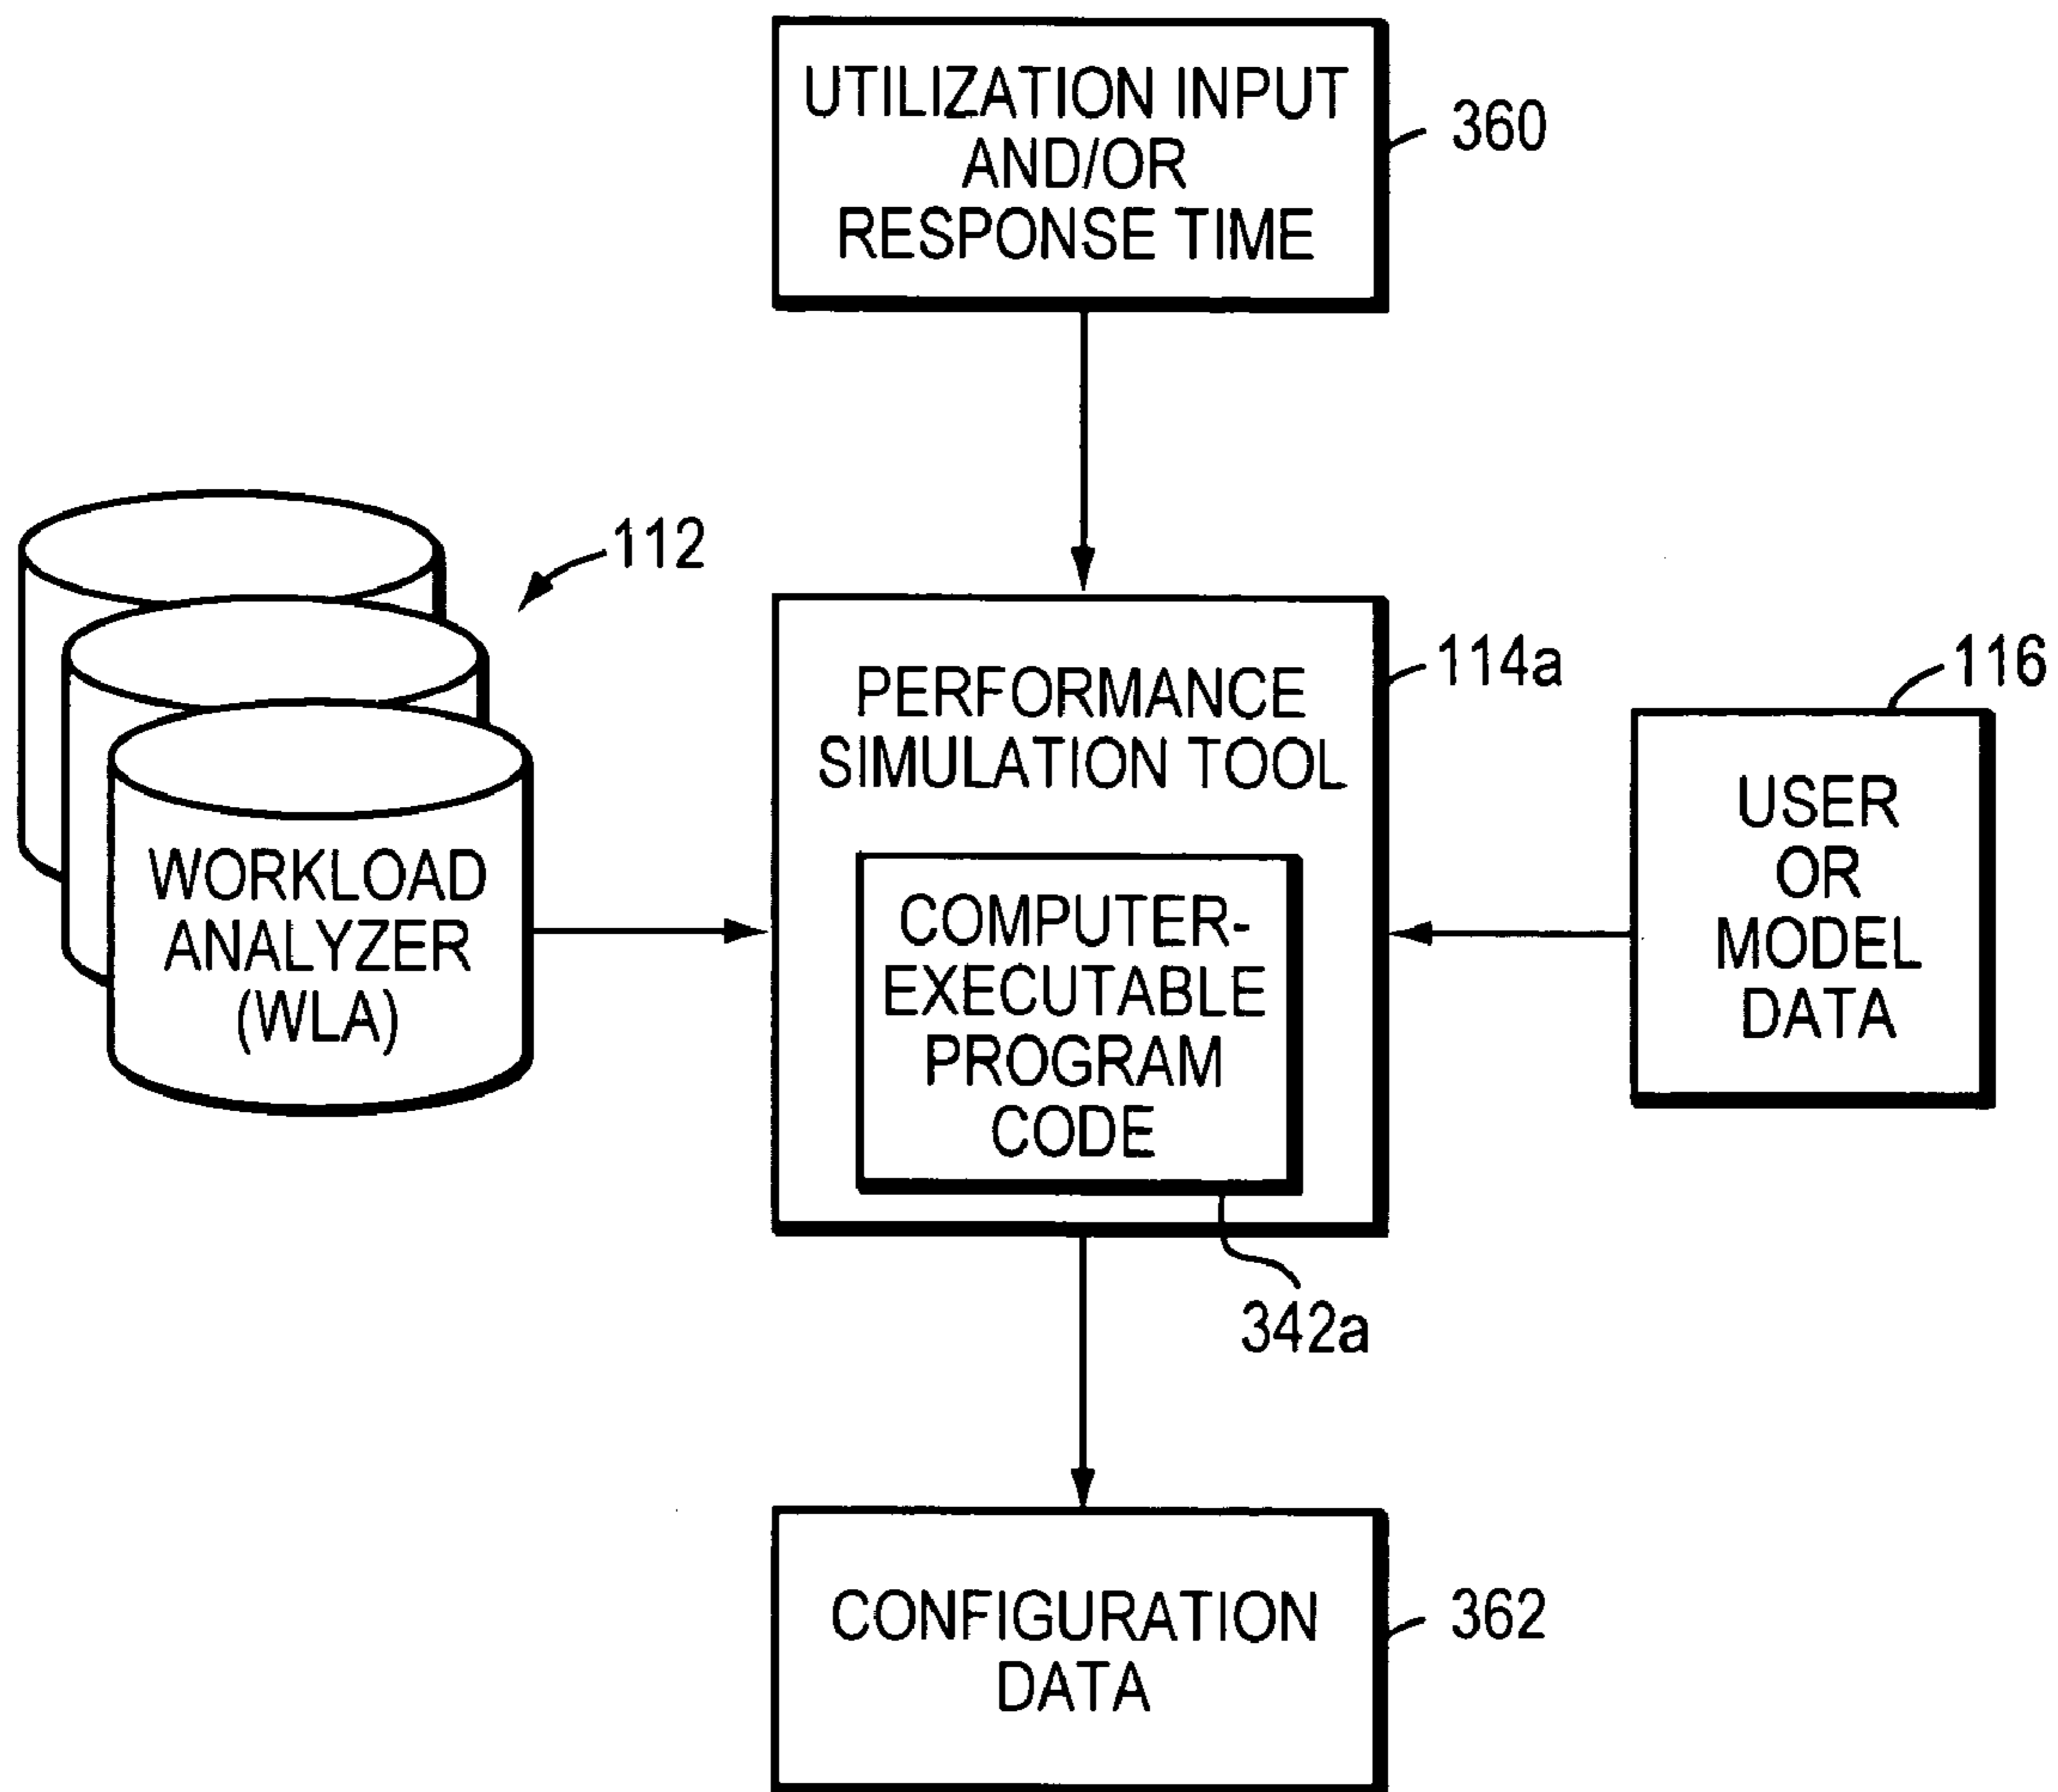 UTILIZATION INPUT
AND/OR
RESPONSE TIME
360
112
WORKLOAD
ANALYZER
(WLA)
PERFORMANCE
SIMULATION TOOL
114a
COMPUTER-
EXECUTABLE
PROGRAM
CODE
342a
116
USER
OR
MODEL
DATA
CONFIGURATION
DATA
362